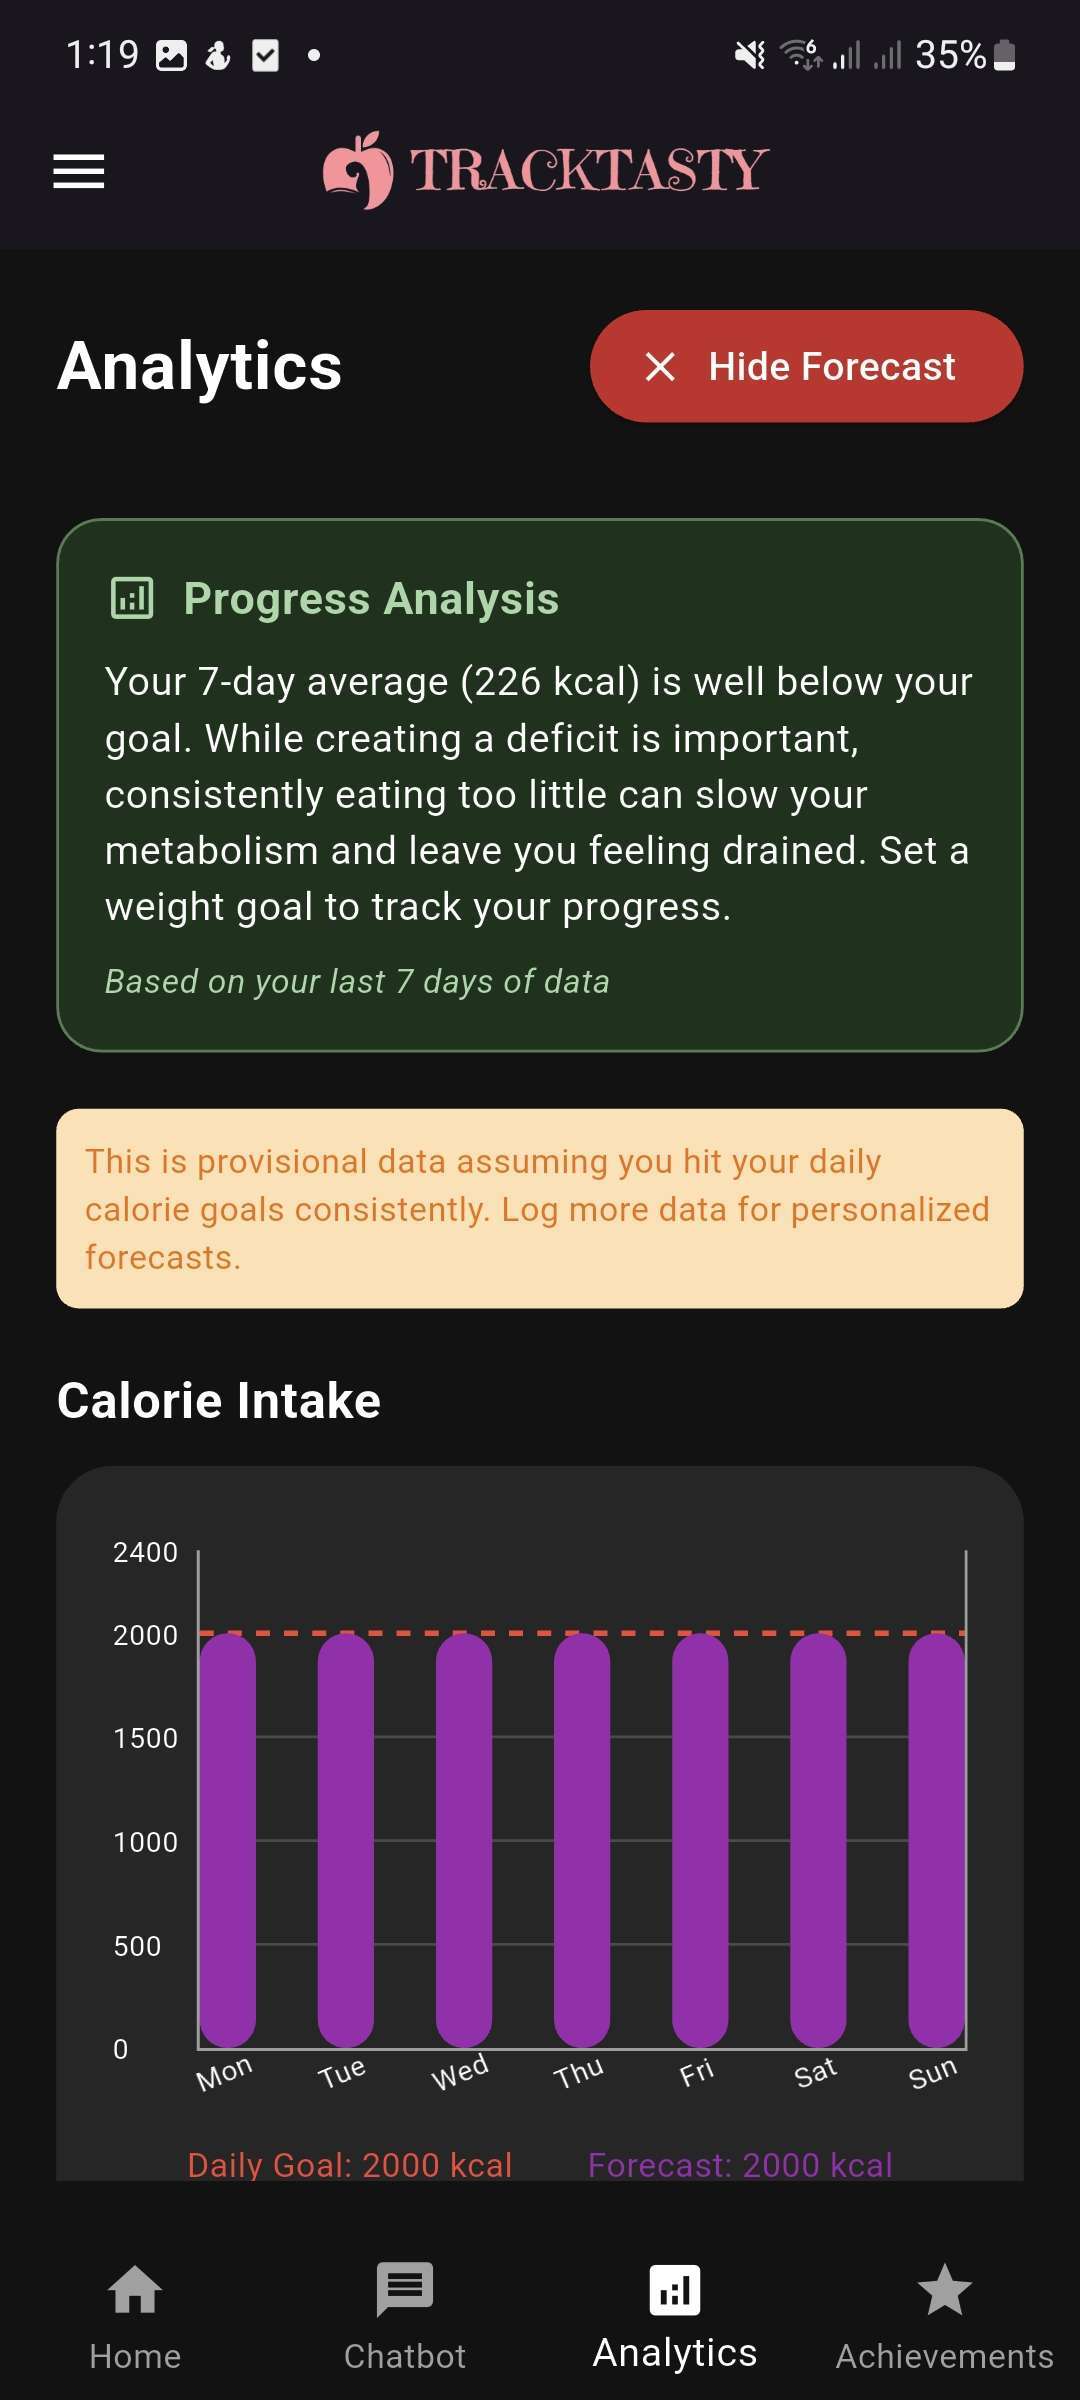 1:19
6
35%
TRACKTASTY
Analytics
Hide Forecast
Progress Analysis
Your 7-day average (226 kcal) is well below your
goal. While creating a deficit is important,
consistently eating too little can slow your
metabolism and leave you feeling drained. Set a
weight goal to track your progress.
Based on your last 7 days of data
This is provisional data assuming you hit your daily
calorie goals consistently. Log more data for personalized
forecasts.
Calorie Intake
2400
2000
1500
1000
500
0
Mon Tue Wed Thu Fri Sat Sun
Daily Goal: 2000 kcal Forecast: 2000 kcal
Home Chatbot Analytics Achievements